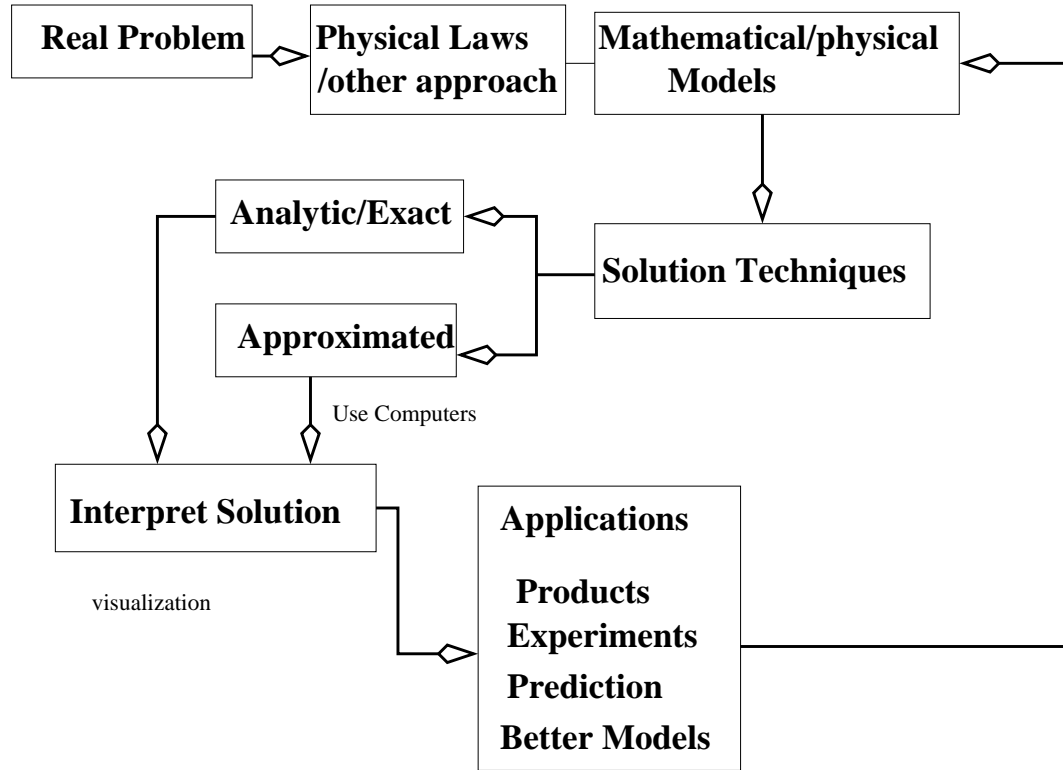 Real Problem
Physical Laws
/other approach
Mathematical/physical
Models
Analytic/Exact
Solution Techniques
Approximated
Use Computers
Interpret Solution
visualization
Applications
Products
Experiments
Prediction
Better Models